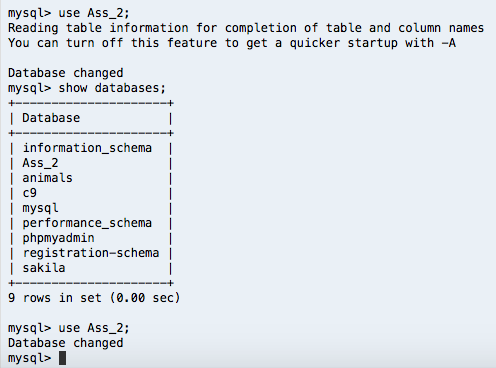 mysql> use Ass_2;
Reading table information for completion of table and column names
You can turn off this feature to get a quicker startup with -A

Database changed
mysql> show databases;
+---------------------+
| Database            |
+---------------------+
| information_schema  |
| Ass_2               |
| animals             |
| c9                  |
| mysql               |
| performance_schema  |
| phpmyadmin          |
| registration-schema |
| sakila              |
+---------------------+
9 rows in set (0.00 sec)

mysql> use Ass_2;
Database changed
mysql>